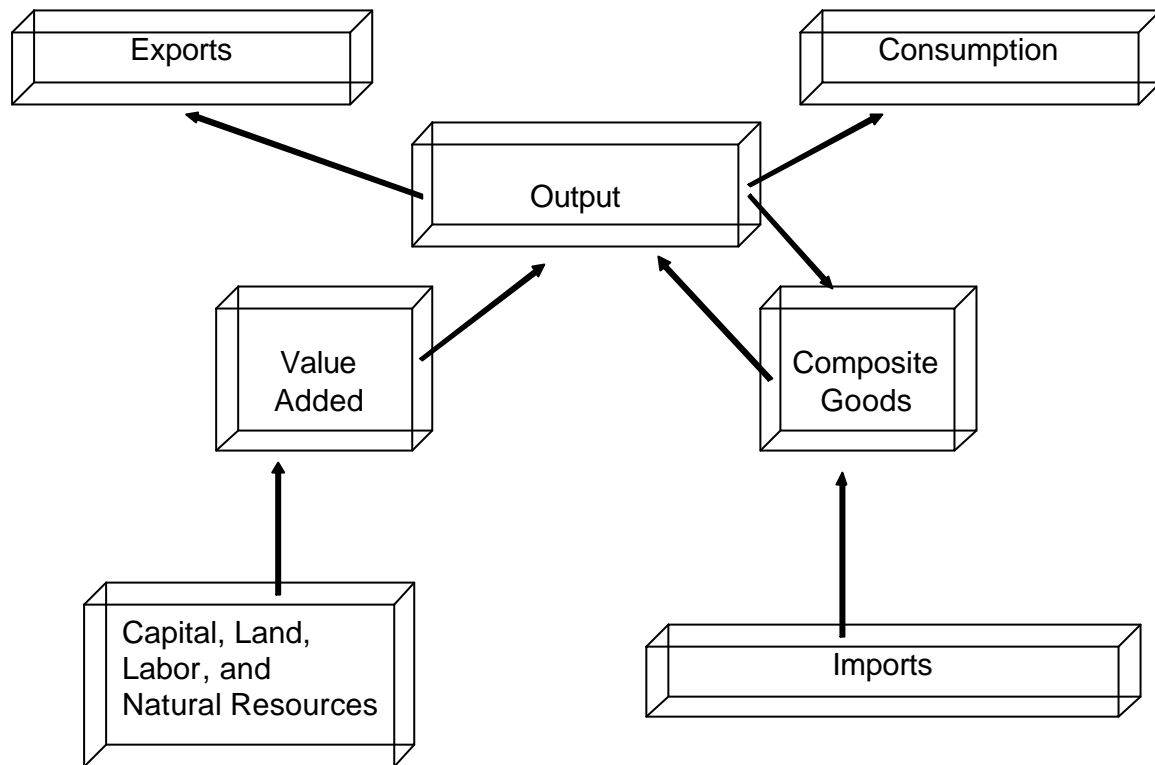 Exports
Consumption
Output
Value
Added
Composite
Goods
Capital, Land,
Labor, and
Natural Resources
Imports